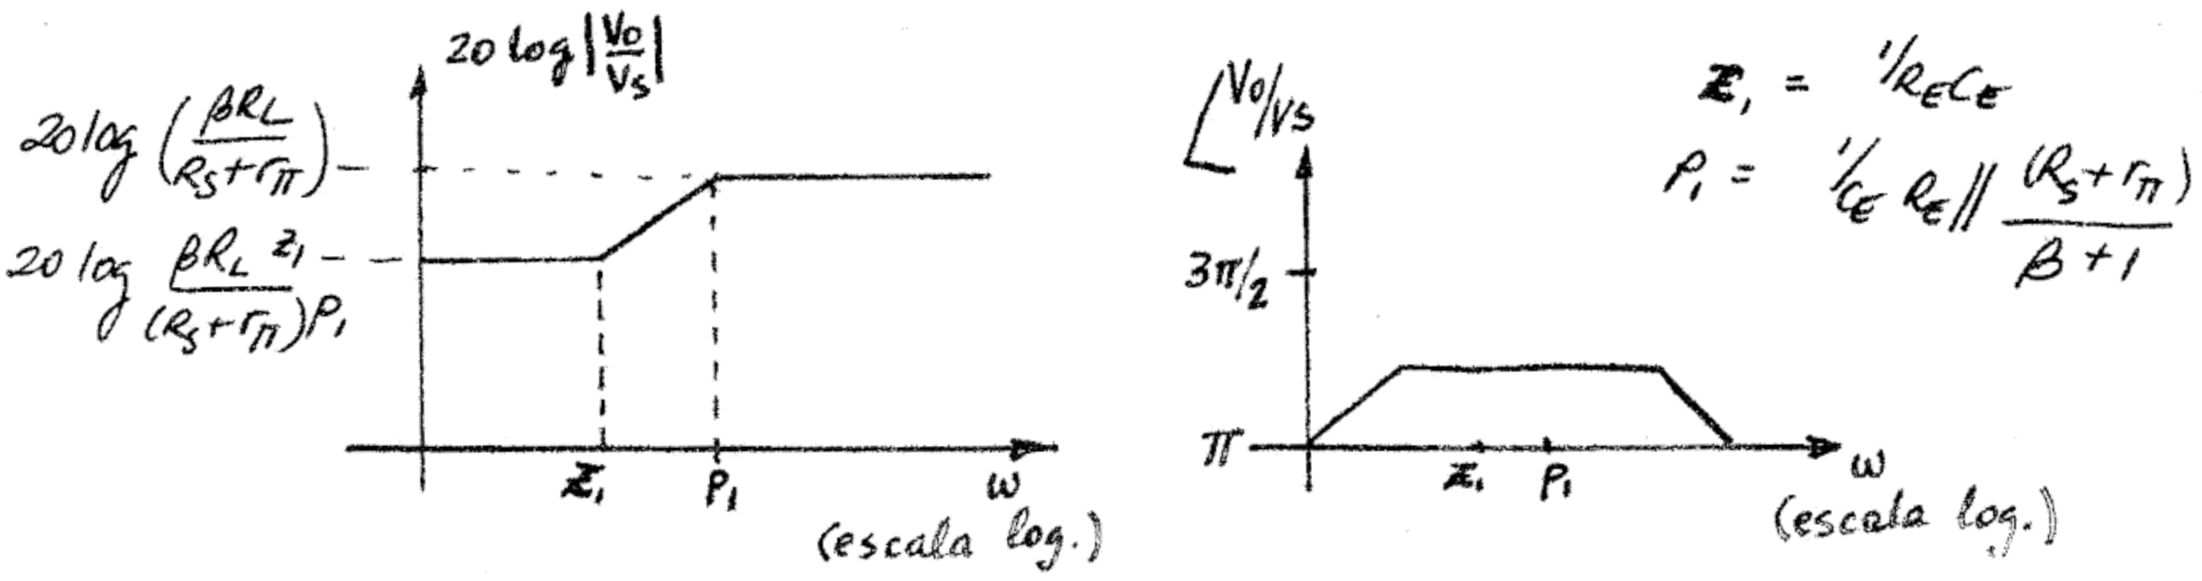 20 log |Vo/Vs|
20 log (βRL/(Rs+rπ))
20 log βRL z1/((Rs+rπ)P1)
z1
P1
ω
(escala log.)
∠Vo/Vs
3π/2
π
z1
P1
ω
(escala log.)
z1 = 1/RECE
P1 = 1/CE RE // (Rs+rπ)/(β+1)